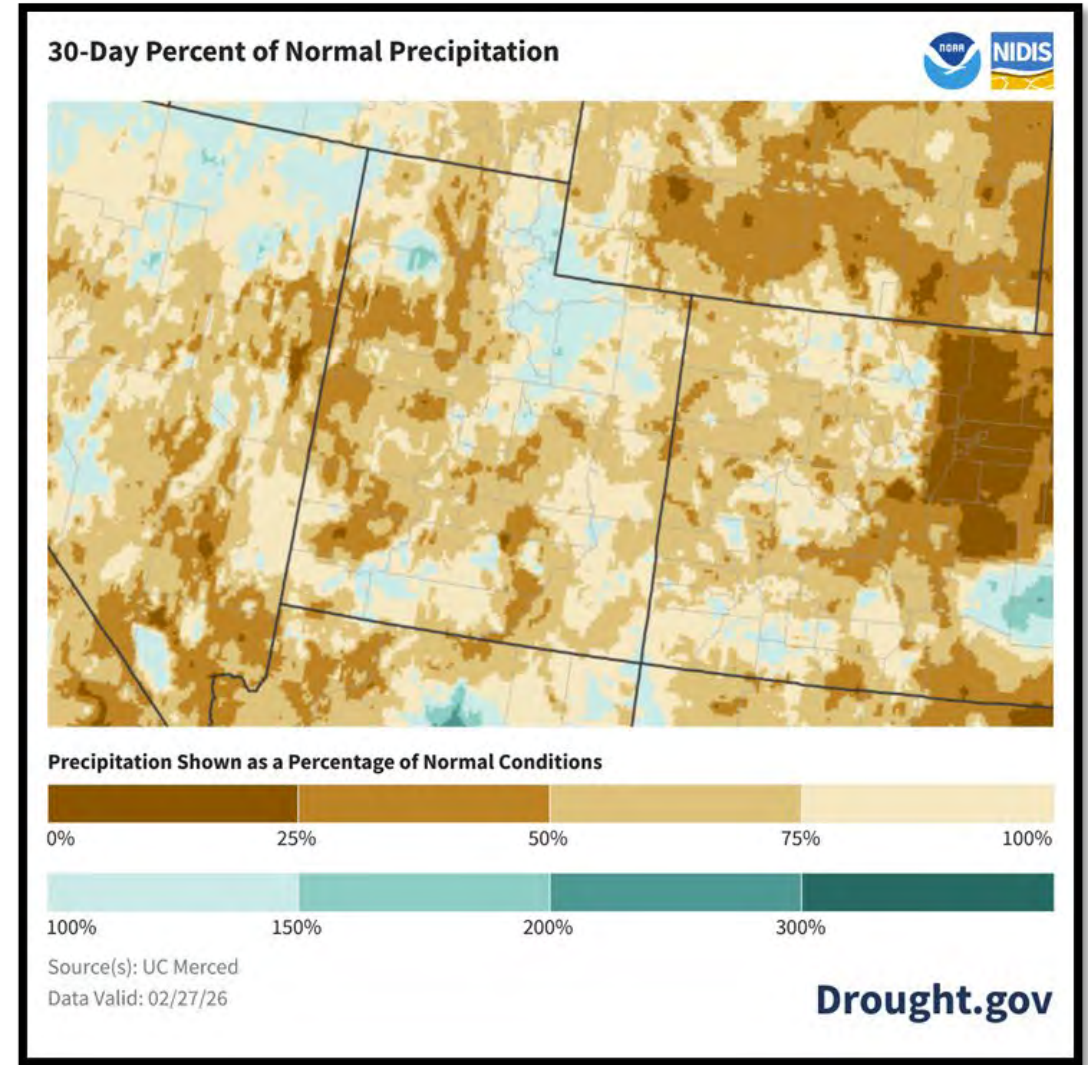 30-Day Percent of Normal Precipitation
NOAA
NIDIS
Precipitation Shown as a Percentage of Normal Conditions
0% 25% 50% 75% 100%
100% 150% 200% 300%
Source(s): UC Merced
Data Valid: 02/27/26
Drought.gov